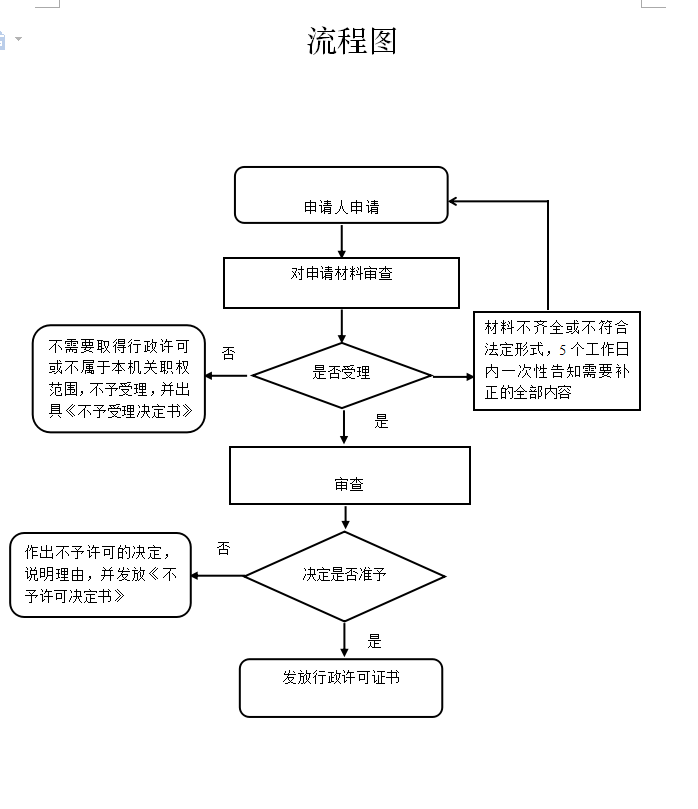 流程图
申请人申请
对申请材料审查
不需要取得行政许可
或不属于本机关职权
范围，不予受理，并出
具《不予受理决定书》
否
是否受理
材料不齐全或不符合
法定形式，5 个工作日
内一次性告知需要补
正的全部内容
是
审查
作出不予许可的决定，
说明理由，并发放《不
予许可决定书》
否
决定是否准予
是
发放行政许可证书